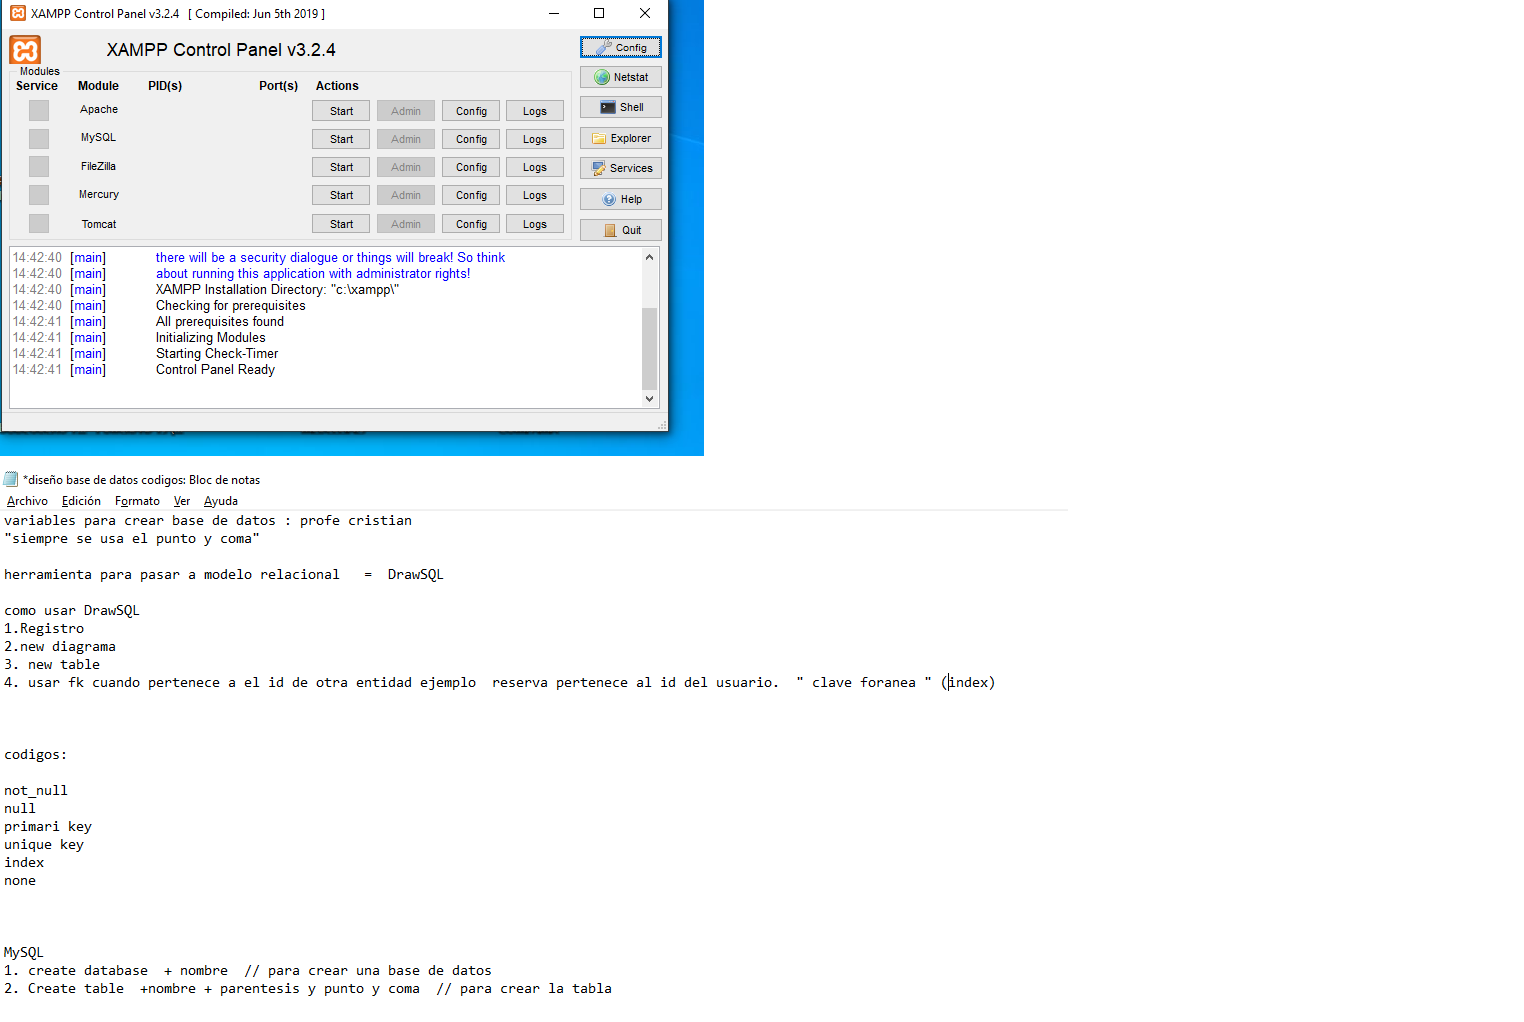 XAMPP Control Panel v3.2.4 [ Compiled: Jun 5th 2019 ]
XAMPP Control Panel v3.2.4
Config
Modules
Service Module PID(s) Port(s) Actions
Netstat
Apache Start Admin Config Logs
Shell
MySQL Start Admin Config Logs
Explorer
FileZilla Start Admin Config Logs
Services
Mercury Start Admin Config Logs
Help
Tomcat Start Admin Config Logs
Quit
14:42:40 [main] there will be a security dialogue or things will break! So think
14:42:40 [main] about running this application with administrator rights!
14:42:40 [main] XAMPP Installation Directory: "c:\xampp\"
14:42:40 [main] Checking for prerequisites
14:42:41 [main] All prerequisites found
14:42:41 [main] Initializing Modules
14:42:41 [main] Starting Check-Timer
14:42:41 [main] Control Panel Ready
*diseño base de datos codigos: Bloc de notas
Archivo Edición Formato Ver Ayuda
variables para crear base de datos : profe cristian
"siempre se usa el punto y coma"
herramienta para pasar a modelo relacional = DrawSQL
como usar DrawSQL
1.Registro
2.new diagrama
3. new table
4. usar fk cuando pertenece a el id de otra entidad ejemplo reserva pertenece al id del usuario. " clave foranea " (index)
codigos:
not_null
null
primari key
unique key
index
none
MySQL
1. create database + nombre // para crear una base de datos
2. Create table +nombre + parentesis y punto y coma // para crear la tabla